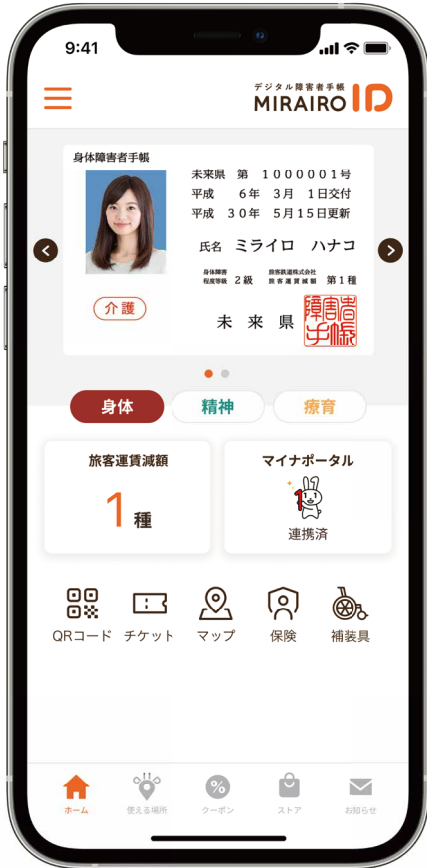 9:41
デジタル障害者手帳
MIRAIRO ID
身体障害者手帳
未来県 第 1000001号
平成 6年 3月 1日交付
平成 30年 5月15日更新
氏名 ミライロ ハナコ
身体障害程度等級 2級 旅客鉄道株式会社旅客運賃減額 第1種
介護
未来県
障害者手帳
身体 精神 療育
旅客運賃減額
1種
マイナポータル
連携済
QRコード チケット マップ 保険 補装具
ホーム 使える場所 クーポン ストア お知らせ